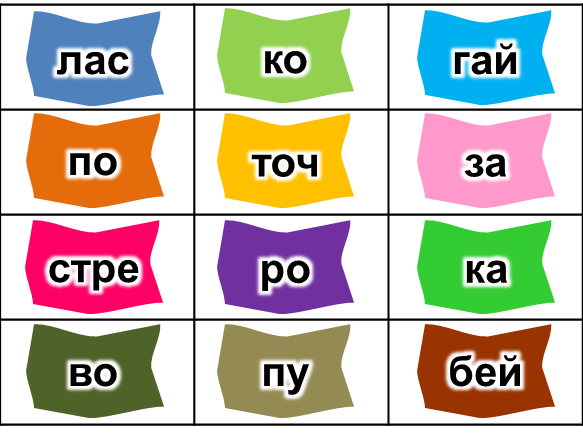 лас ко гай
по точ за
стре ро ка
во пу бей